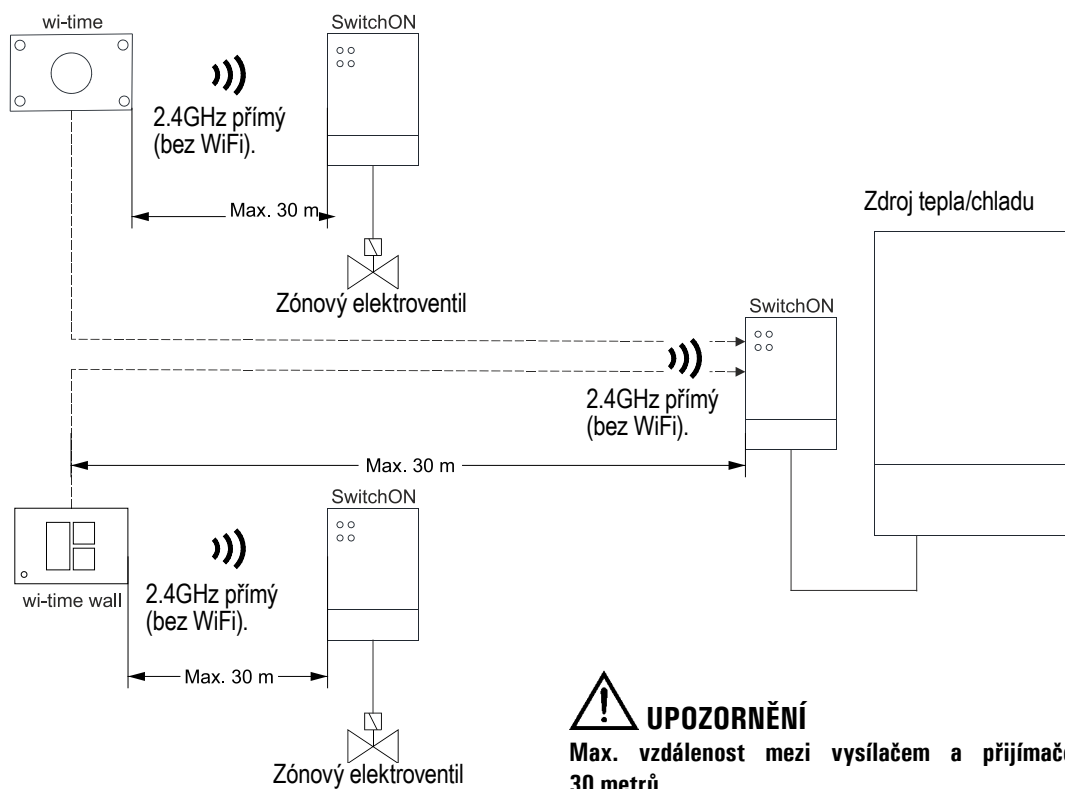 wi-time
SwitchON
2.4GHz přímý
(bez WiFi).
Max. 30 m
Zónový elektroventil
Zdroj tepla/chladu
SwitchON
2.4GHz přímý
(bez WiFi).
Max. 30 m
SwitchON
wi-time wall
2.4GHz přímý
(bez WiFi).
Max. 30 m
Zónový elektroventil
UPOZORNĚNÍ
Max. vzdálenost mezi vysílačem a
30 metrů